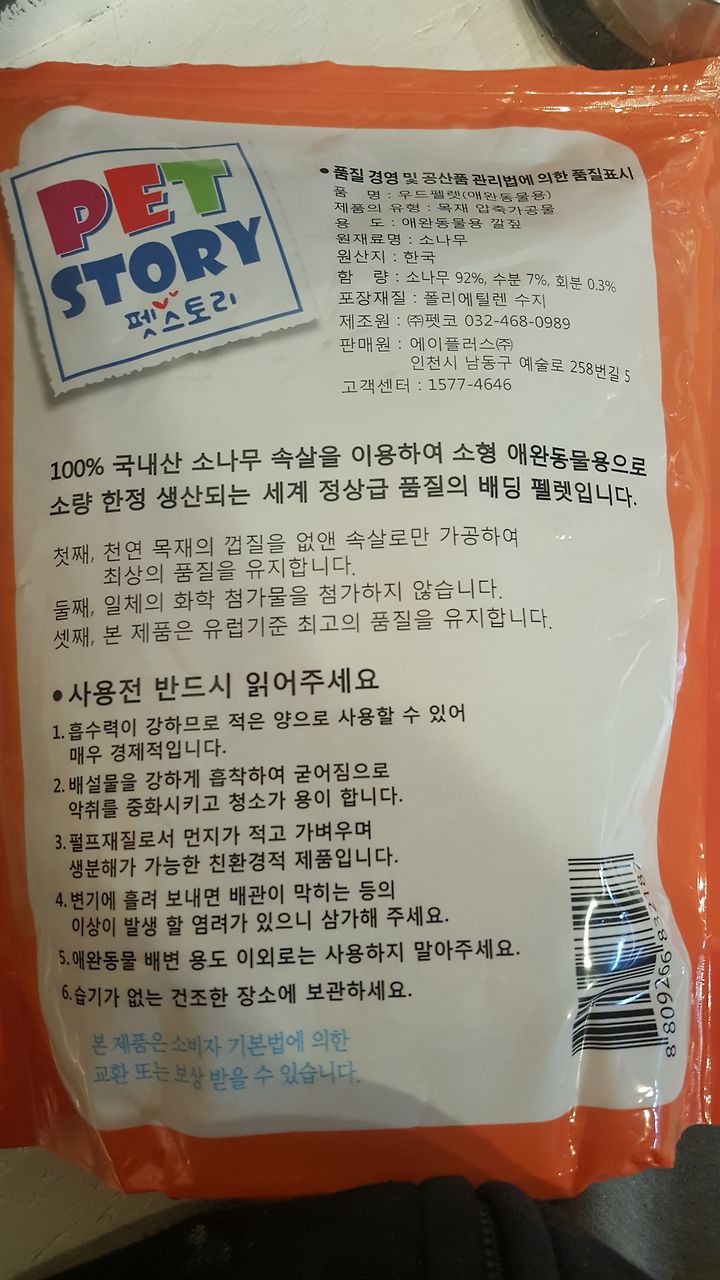 PET
STORY
펫스토리
• 품질 경영 및 공산품 관리법에 의한 품질표시
품 명 : 우드펠렛(애완동물용)
제품의 유형 : 목재 압축가공물
용 도 : 애완동물용 깔짚
원재료명 : 소나무
원산지 : 한국
함 량 : 소나무 92%, 수분 7%, 회분 0.3%
포장재질 : 폴리에틸렌 수지
제조원 : ㈜펫코 032-468-0989
판매원 : 에이플러스㈜
인천시 남동구 예술로 258번길 5
고객센터 : 1577-4646
100% 국내산 소나무 속살을 이용하여 소형 애완동물용으로
소량 한정 생산되는 세계 정상급 품질의 배딩 펠렛입니다.
첫째, 천연 목재의 껍질을 없앤 속살로만 가공하여
최상의 품질을 유지합니다.
둘째, 일체의 화학 첨가물을 첨가하지 않습니다.
셋째, 본 제품은 유럽기준 최고의 품질을 유지합니다.
• 사용전 반드시 읽어주세요
1. 흡수력이 강하므로 적은 양으로 사용할 수 있어
매우 경제적입니다.
2. 배설물을 강하게 흡착하여 굳어짐으로
악취를 중화시키고 청소가 용이 합니다.
3. 펄프재질로서 먼지가 적고 가벼우며
생분해가 가능한 친환경적 제품입니다.
4. 변기에 흘려 보내면 배관이 막히는 등의
이상이 발생 할 염려가 있으니 삼가해 주세요.
5. 애완동물 배변 용도 이외로는 사용하지 말아주세요.
6. 습기가 없는 건조한 장소에 보관하세요.
본 제품은 소비자 기본법에 의한
교환 또는 보상 받을 수 있습니다.